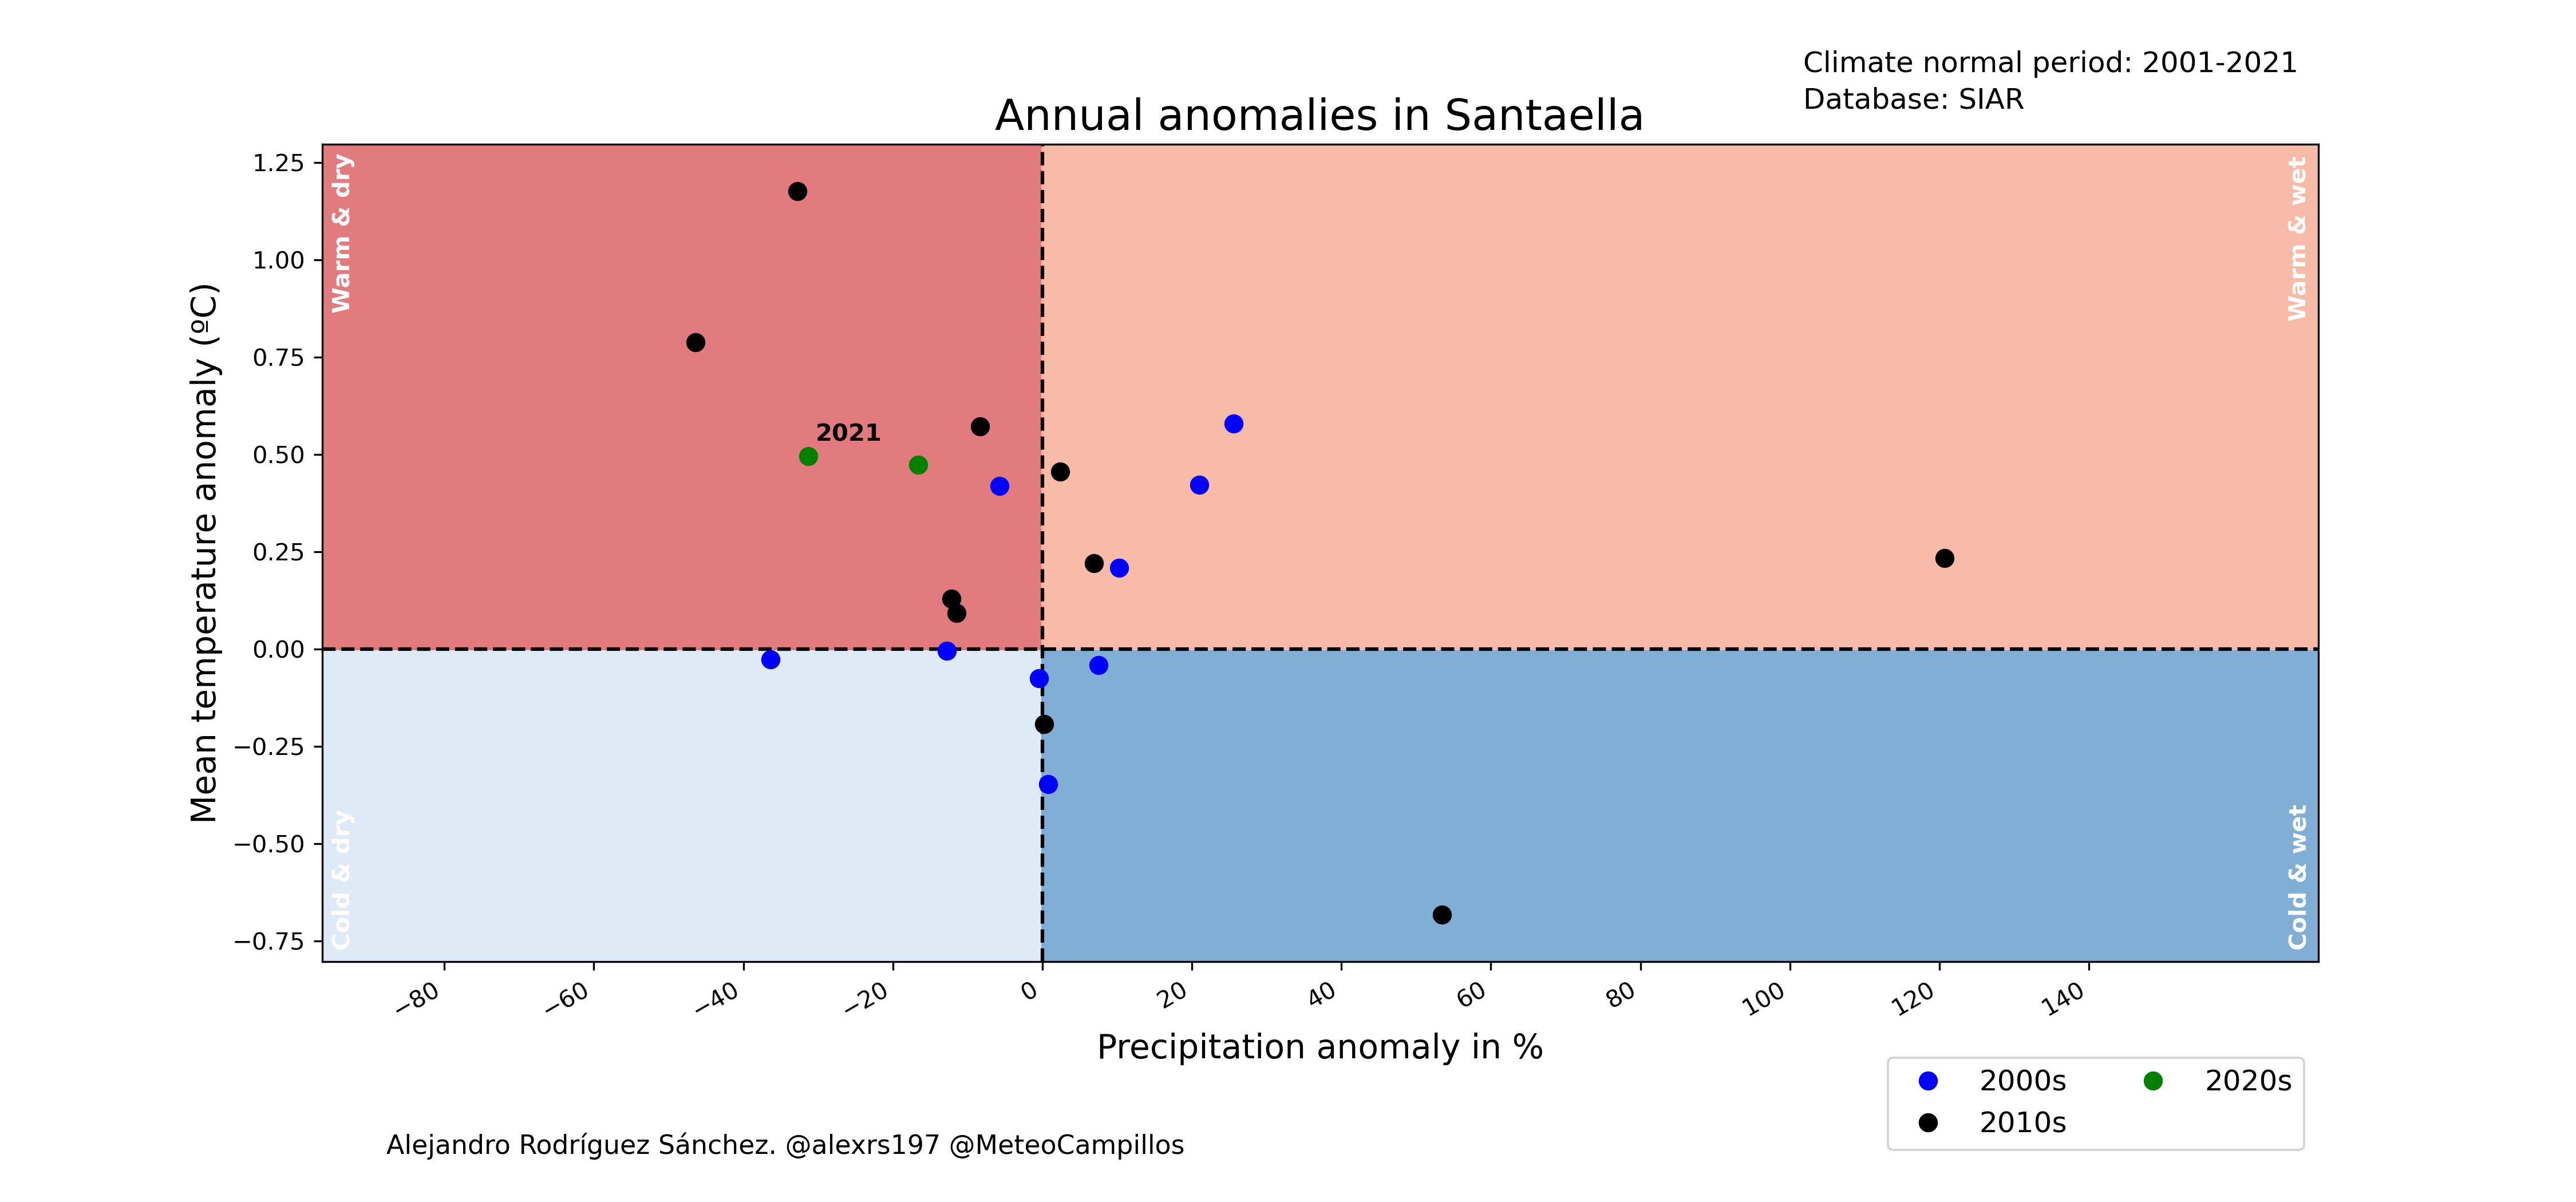 Climate normal period: 2001-2021
Database: SIAR
Annual anomalies in Santaella
Mean temperature anomaly (ºC)
1.25
1.00
0.75
0.50
0.25
0.00
−0.25
−0.50
−0.75
Warm & dry
Warm & wet
2021
Cold & dry
Cold & wet
−80
−60
−40
−20
0
20
40
60
80
100
120
140
Precipitation anomaly in %
2000s
2010s
2020s
Alejandro Rodríguez Sánchez. @alexrs197 @MeteoCampillos